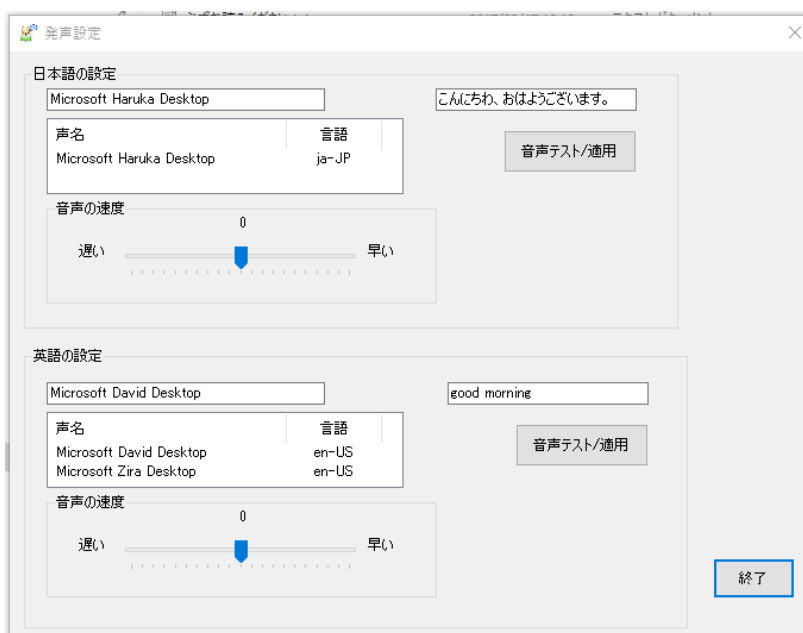 発声設定
日本語の設定
Microsoft Haruka Desktop
こんにちわ、おはようございます。
声名 言語
Microsoft Haruka Desktop ja-JP
音声テスト/適用
音声の速度
0
遅い 早い
英語の設定
Microsoft David Desktop
good morning
声名 言語
Microsoft David Desktop en-US
Microsoft Zira Desktop en-US
音声テスト/適用
音声の速度
0
遅い 早い
終了